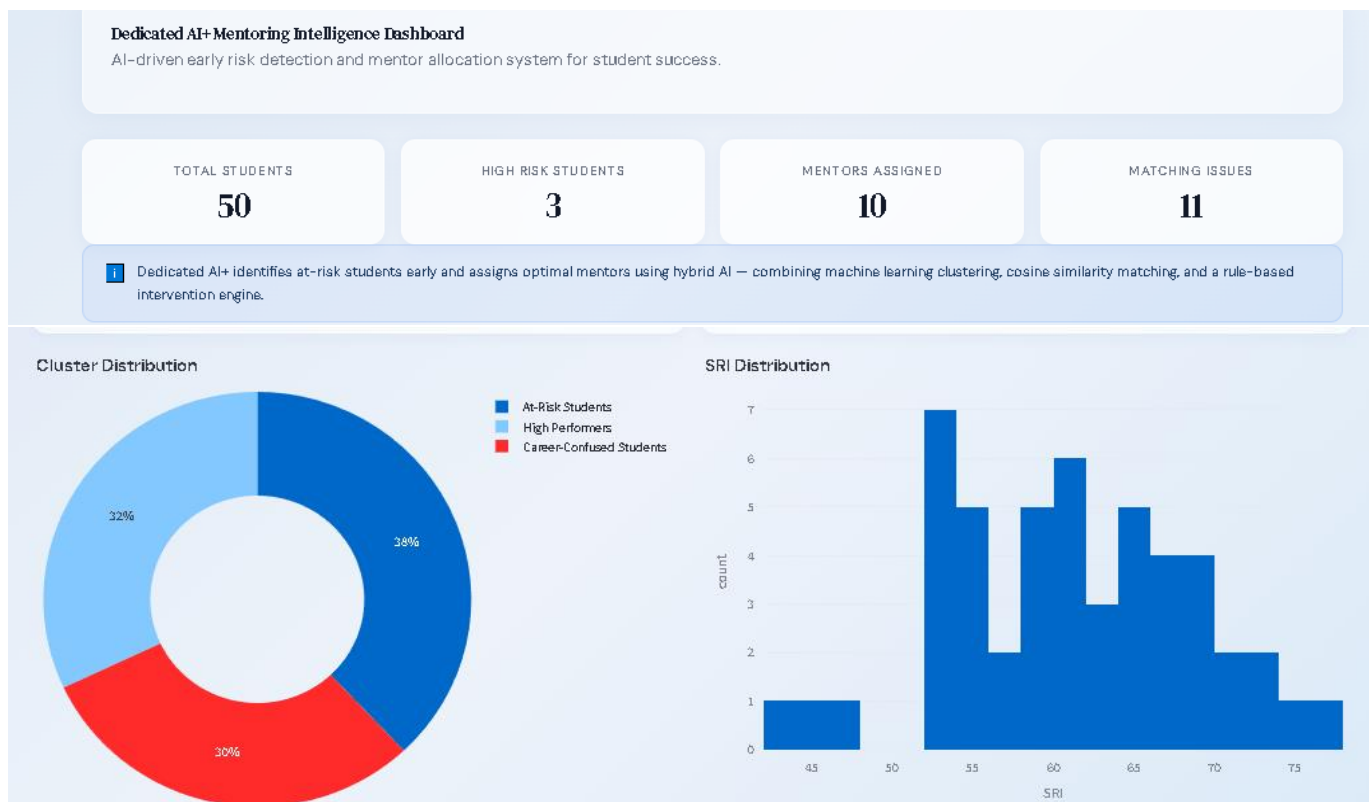 Dedicated AI+ Mentoring Intelligence Dashboard
AI-driven early risk detection and mentor allocation system for student success.
TOTAL STUDENTS
50
HIGH RISK STUDENTS
3
MENTORS ASSIGNED
10
MATCHING ISSUES
11
i
Dedicated AI+ identifies at-risk students early and assigns optimal mentors using hybrid AI — combining machine learning clustering, cosine similarity matching, and a rule-based
intervention engine.
Cluster Distribution
At-Risk Students
High Performers
Career-Confused Students
32%
38%
30%
SRI Distribution
7
6
5
4
3
2
1
0
count
45
50
55
60
65
70
75
SRI